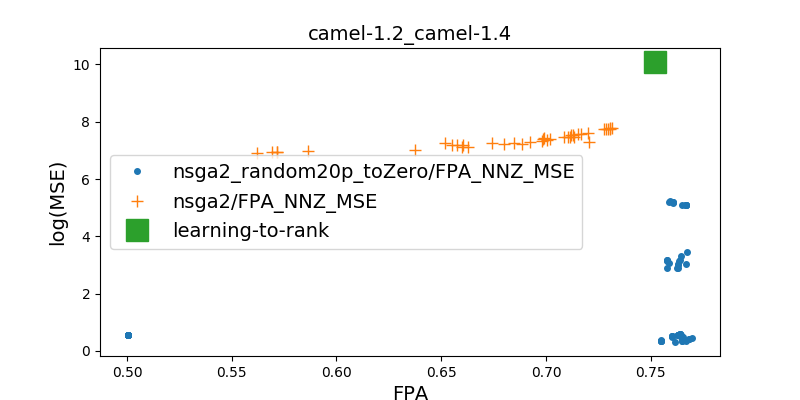 camel-1.2_camel-1.4
log(MSE)
10
8
6
4
2
0
nsga2_random20p_toZero/FPA_NNZ_MSE
nsga2/FPA_NNZ_MSE
learning-to-rank
0.50 0.55 0.60 0.65 0.70 0.75
FPA